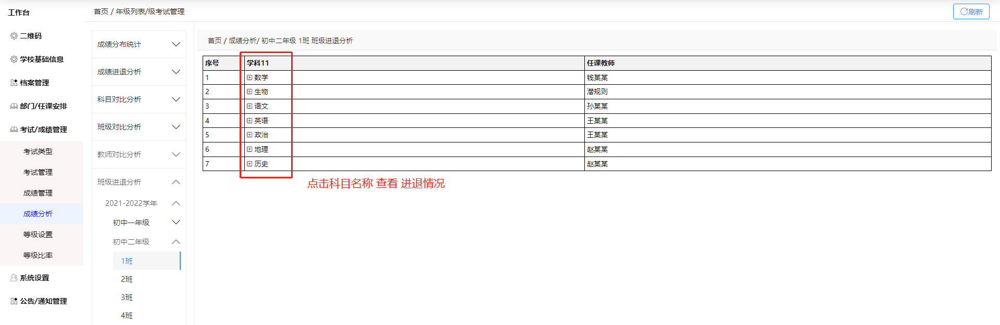 工作台
首页 / 年级列表/级考试管理
刷新
二维码
学校基础信息
档案管理
部门/任课安排
考试/成绩管理
考试类型
考试管理
成绩管理
成绩分析
等级设置
等级比率
系统设置
公告/通知管理
成绩分布统计
成绩进退分析
科目对比分析
班级对比分析
教师对比分析
班级进退分析
2021-2022学年
初中一年级
初中二年级
1班
2班
3班
4班
首页 / 成绩分析/ 初中二年级 1班 班级进退分析
序号 学科11 任课教师
1 数学 钱某某
2 生物 潜规则
3 语文 孙某某
4 英语 王某某
5 政治 王某某
6 地理 赵某某
7 历史 赵某某
点击科目名称 查看 进退情况